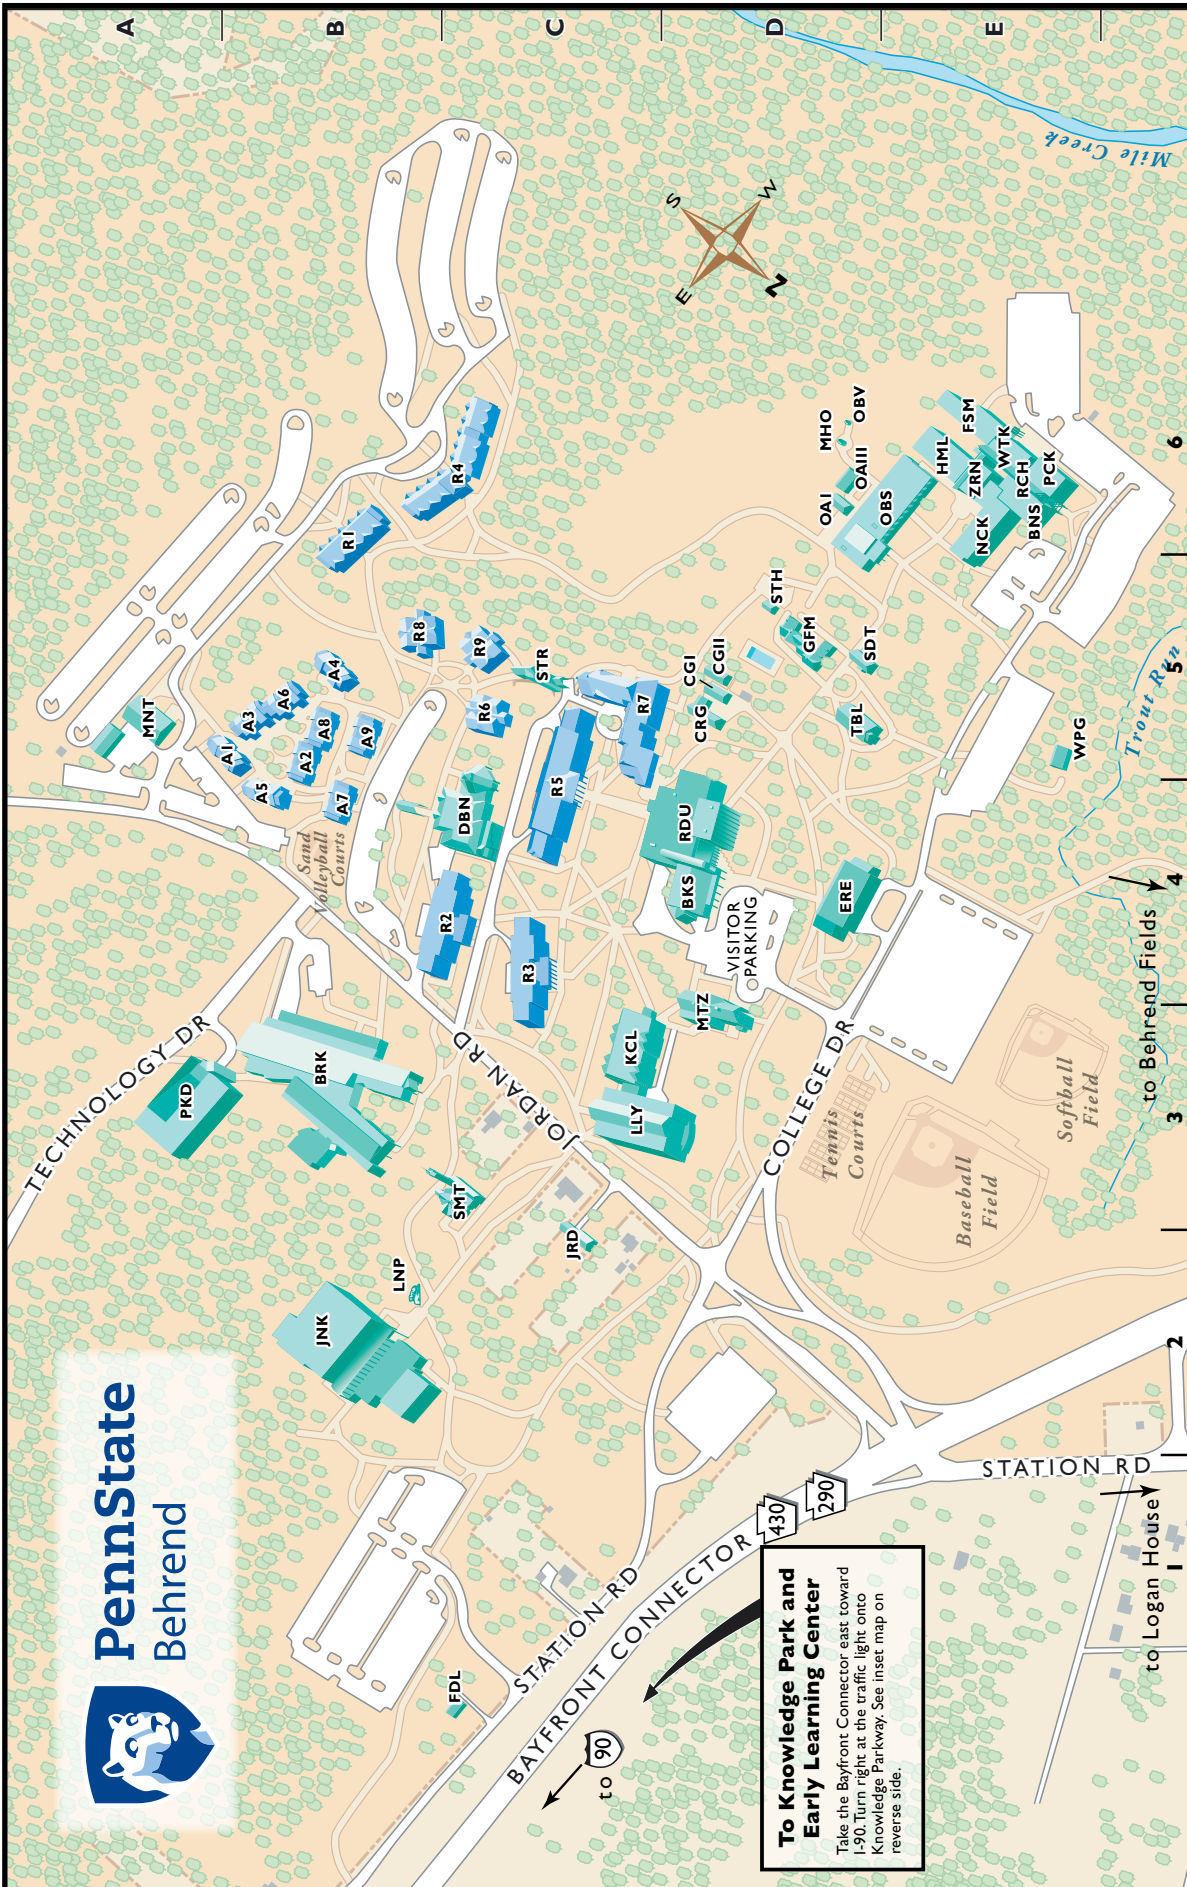 PennState
Behrend
A
B
C
D
E
1
2
3
4
5
6
TECHNOLOGY DR
JORDAN RD
COLLEGE DR
STATION RD
STATION RD
BAYFRONT CONNECTOR
430
290
to 90
to Logan House
to Behrend Fields
To Knowledge Park and
Early Learning Center
Take the Bayfront Connector east toward
I-90. Turn right at the traffic light onto
Knowledge Parkway. See inset map on
reverse side.
FDL
JNK
LNP
SMT
JRD
PKD
BRK
LLY
KCL
MTZ
VISITOR
PARKING
Tennis
Courts
Baseball
Field
Softball
Field
Sand
Volleyball
Courts
MNT
A1
A3
A6
A4
A5
A2
A8
A9
A7
R1
R4
R8
R9
R6
STR
R7
R5
DBN
R2
R3
RDU
BKS
ERE
CRG
CGI
CGII
STH
GFM
SDT
TBL
WPG
OAI
OAIII
MHO
OBV
OBS
HML
FSM
ZRN
WTK
RCH
PCK
NCK
BNS
Trout Run
Mile Creek
N
E
S
W